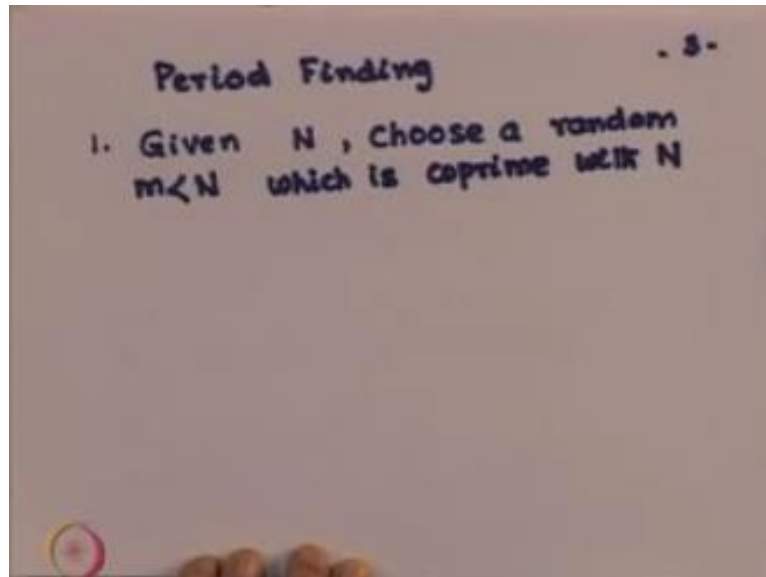 - 3 -
Period Finding
1. Given N, Choose a random
m<N which is coprime with N